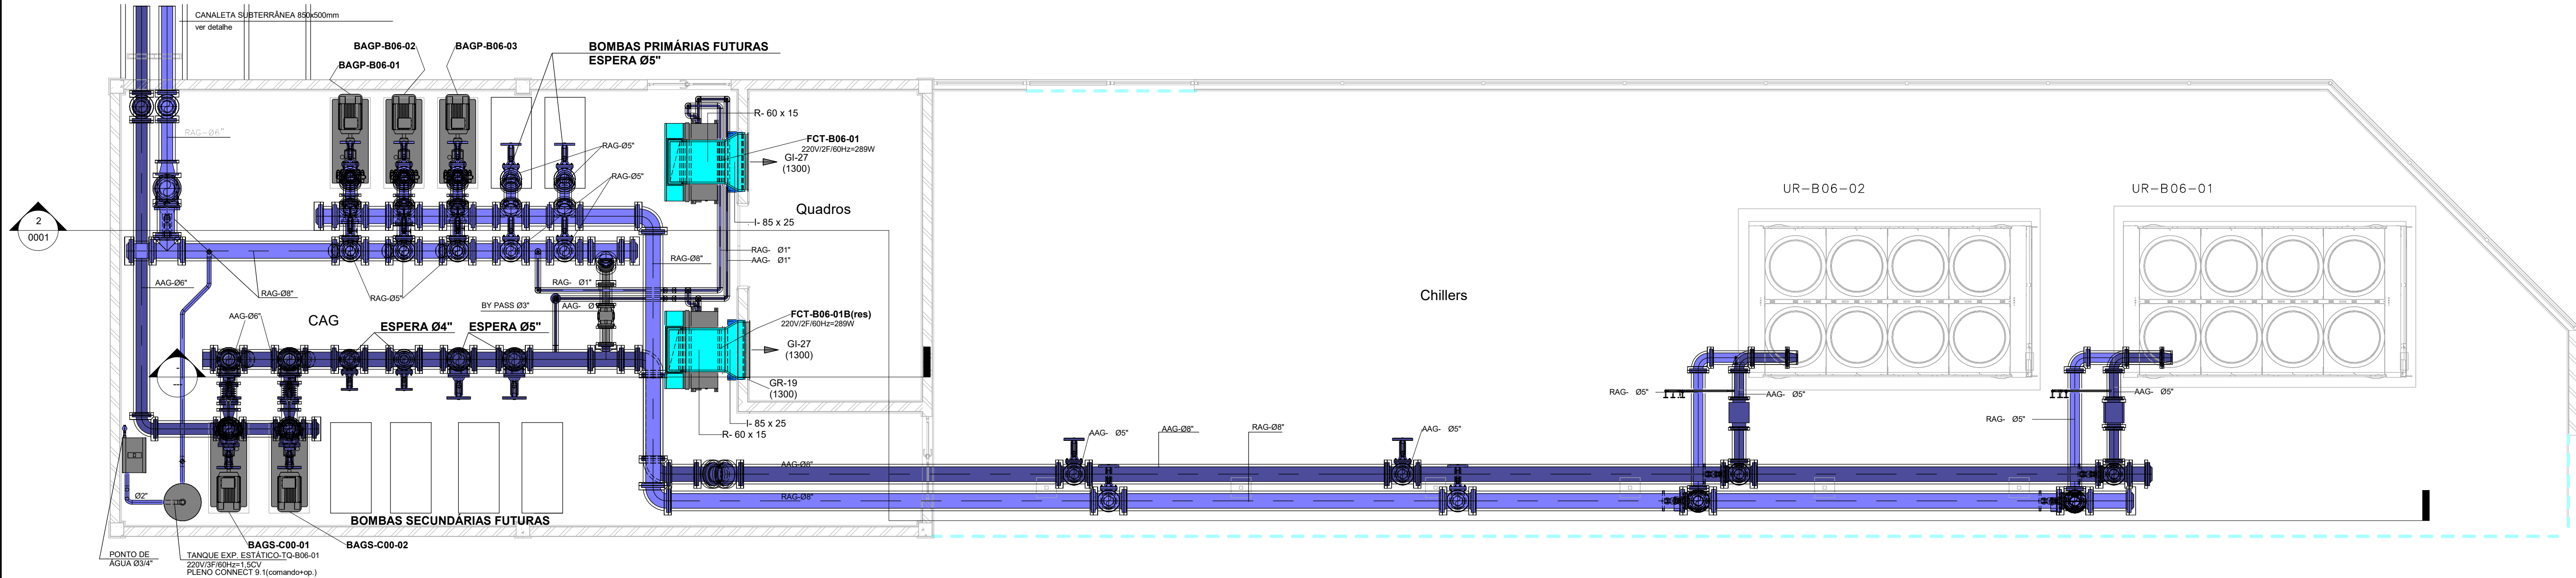 CANALETA SUBTERRÂNEA 850x500mm
ver detalhe
BAGP-B06-02
BAGP-B06-03
BAGP-B06-01
BOMBAS PRIMÁRIAS FUTURAS
ESPERA Ø5"
RAG-Ø6"
R- 60 x 15
FCT-B06-01
220V/2F/60Hz=289W
GI-27
(1300)
RAG-Ø5"
RAG-Ø5"
UR-B06-02
UR-B06-01
Quadros
I- 85 x 25
2
0001
RAG- Ø1"
AAG- Ø1"
RAG-Ø8"
AAG-Ø6"
RAG-Ø8"
RAG-Ø5"
RAG- Ø1"
BY PASS Ø3"
AAG- Ø1
Chillers
AAG-Ø6"
CAG
ESPERA Ø4"
ESPERA Ø5"
FCT-B06-01B(res)
220V/2F/60Hz=289W
GI-27
(1300)
GR-19
(1300)
I- 85 x 25
R- 60 x 15
RAG- Ø5"
AAG- Ø5"
RAG- Ø5"
AAG- Ø5"
AAG- Ø5"
AAG-Ø8"
RAG-Ø8"
AAG- Ø5"
AAG-Ø8"
RAG-Ø8"
Ø2"
BOMBAS SECUNDÁRIAS FUTURAS
BAGS-C00-01
BAGS-C00-02
PONTO DE
ÁGUA Ø3/4"
TANQUE EXP. ESTÁTICO-TQ-B06-01
220V/3F/60Hz=1,5CV
PLENO CONNECT 9.1(comando+op.)